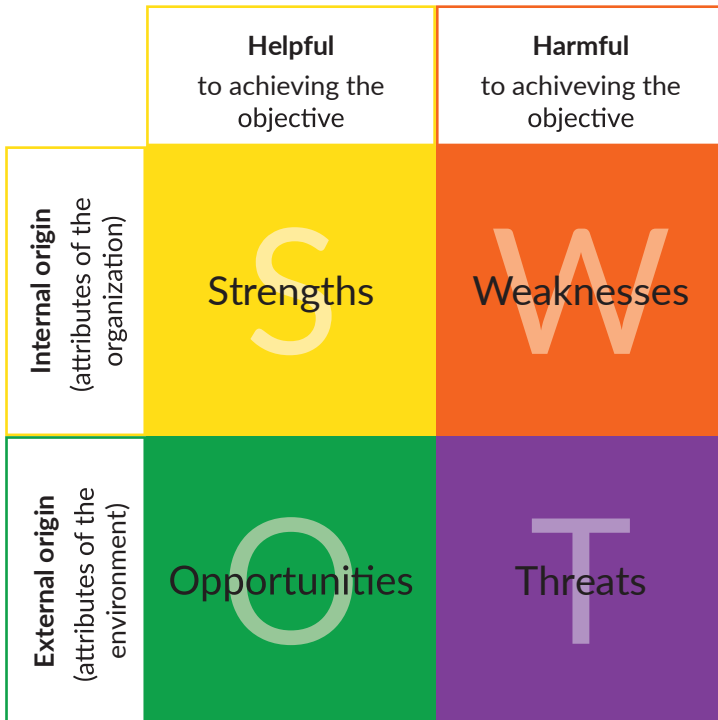 Helpful
to achieving the
objective
Harmful
to achiveving the
objective
Internal origin
(attributes of the
organization)
S
Strengths
W
Weaknesses
External origin
(attributes of the
environment)
O
Opportunities
T
Threats